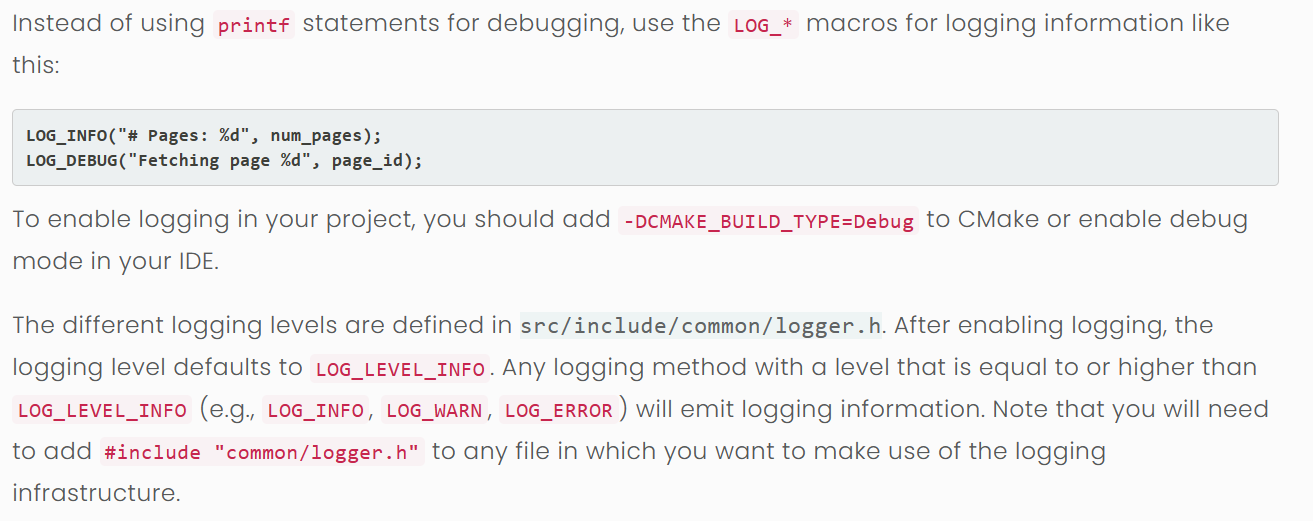 Instead of using printf statements for debugging, use the LOG_* macros for logging information like
this:
LOG_INFO("# Pages: %d", num_pages);
LOG_DEBUG("Fetching page %d", page_id);
To enable logging in your project, you should add -DCMAKE_BUILD_TYPE=Debug to CMake or enable debug
mode in your IDE.
The different logging levels are defined in src/include/common/logger.h. After enabling logging, the
logging level defaults to LOG_LEVEL_INFO. Any logging method with a level that is equal to or higher than
LOG_LEVEL_INFO (e.g., LOG_INFO, LOG_WARN, LOG_ERROR) will emit logging information. Note that you will need
to add #include "common/logger.h" to any file in which you want to make use of the logging
infrastructure.